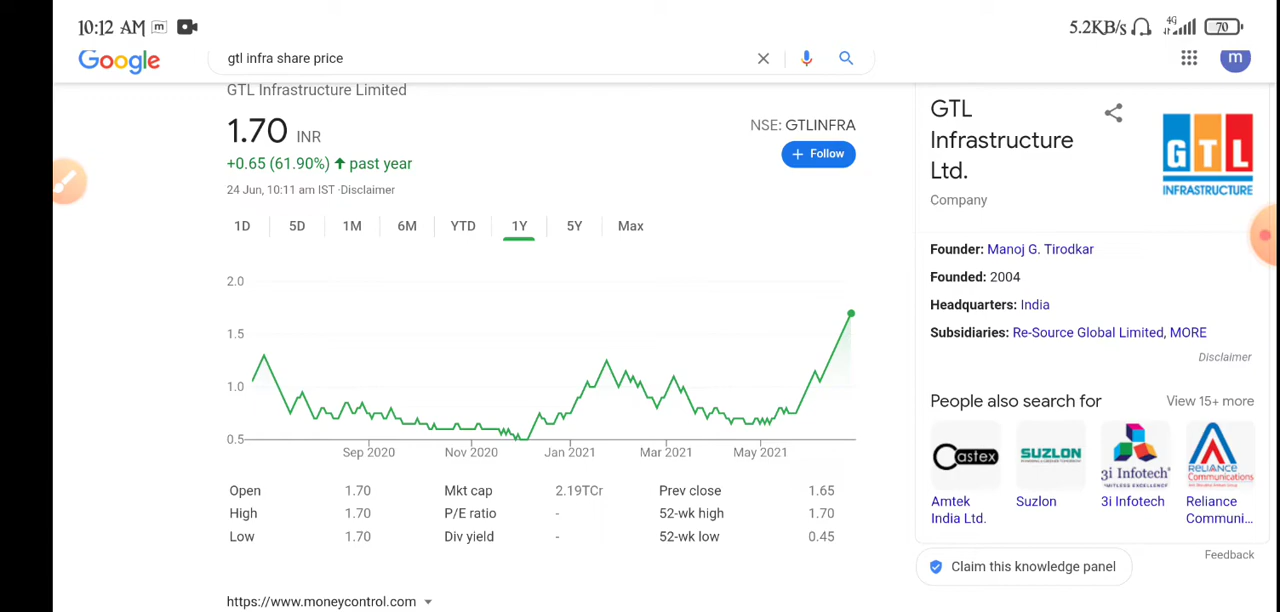 10:12 AM m
5.2KB/s 4G 70
Google
gtl infra share price
m
GTL Infrastructure Limited
1.70 INR
+0.65 (61.90%) ↑ past year
24 Jun, 10:11 am IST ·Disclaimer
NSE: GTLINFRA
+ Follow
1D 5D 1M 6M YTD 1Y 5Y Max
2.0
1.5
1.0
0.5
Sep 2020 Nov 2020 Jan 2021 Mar 2021 May 2021
Open 1.70 Mkt cap 2.19TCr Prev close 1.65
High 1.70 P/E ratio - 52-wk high 1.70
Low 1.70 Div yield - 52-wk low 0.45
https://www.moneycontrol.com
GTL
Infrastructure
Ltd.
Company
GTL
INFRASTRUCTURE
Founder: Manoj G. Tirodkar
Founded: 2004
Headquarters: India
Subsidiaries: Re-Source Global Limited, MORE
Disclaimer
People also search for View 15+ more
Castex
SUZLON
3i Infotech
RELIANCE
Communications
Amtek
India Ltd.
Suzlon
3i Infotech
Reliance
Communi...
Feedback
Claim this knowledge panel